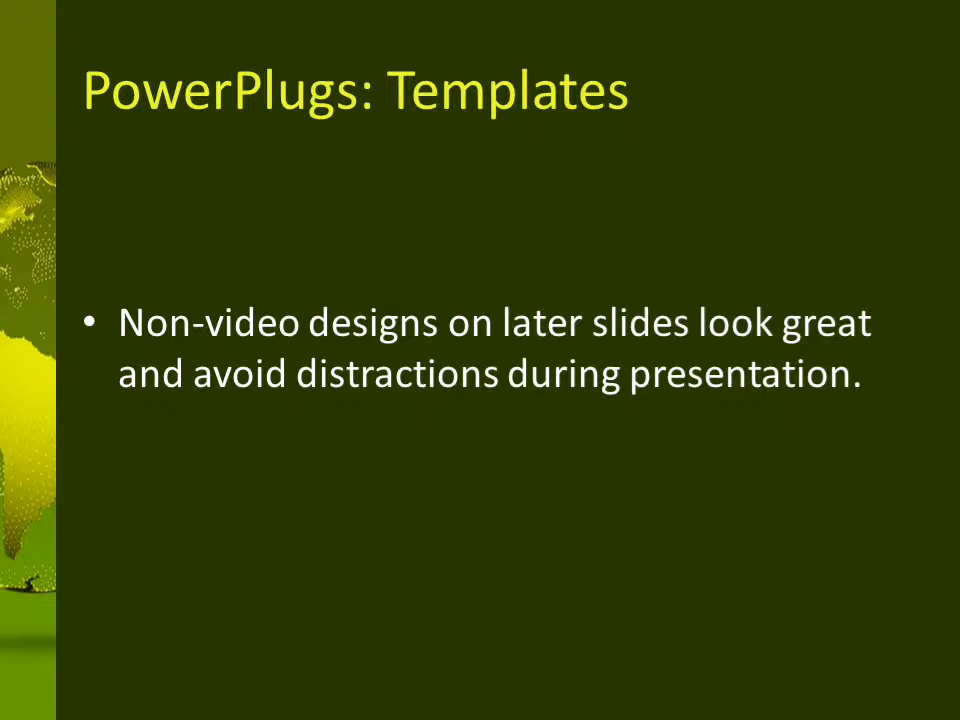 PowerPlugs: Templates
• Non-video designs on later slides look great
and avoid distractions during presentation.